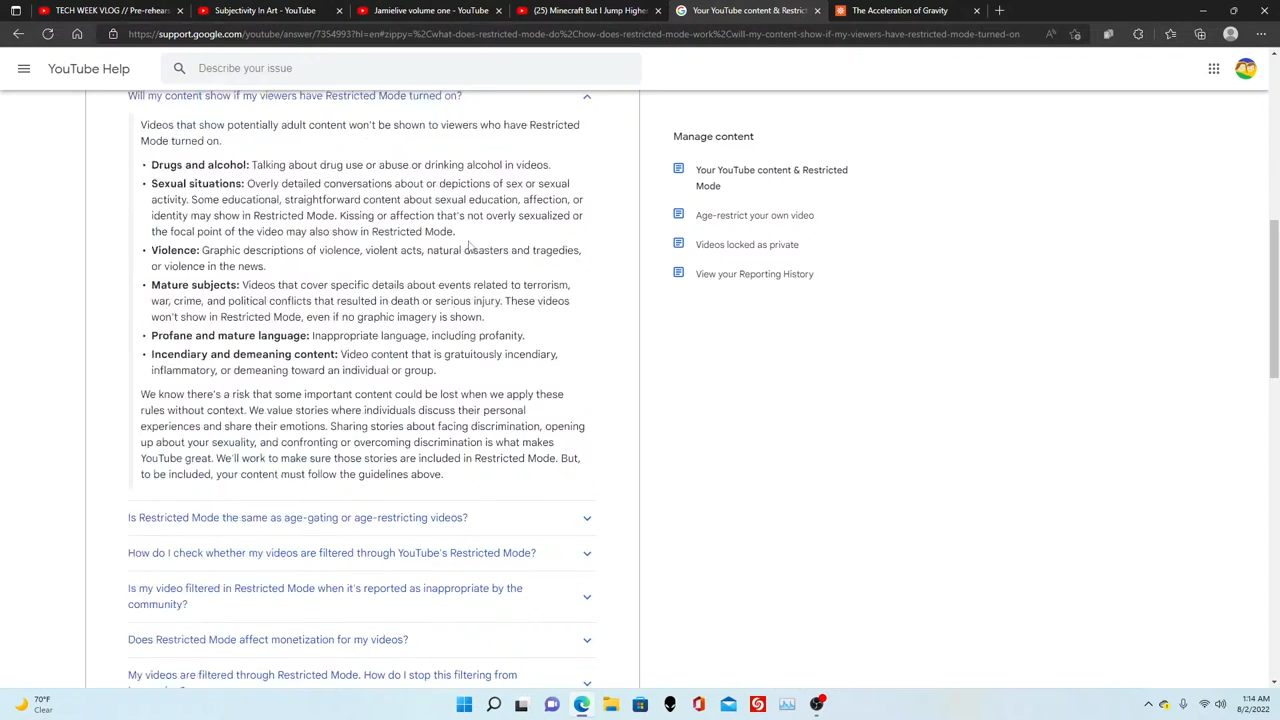 TECH WEEK VLOG // Pre-rehears
Subjectivity In Art - YouTube
Jamielive volume one - YouTube
(25) Minecraft But I Jump Higher
Your YouTube content & Restric
The Acceleration of Gravity
https://support.google.com/youtube/answer/7354993?hl=en#zippy=%2Cwhat-does-restricted-mode-do%2Chow-does-restricted-mode-work%2Cwill-my-content-show-if-my-viewers-have-restricted-mode-turned-on
YouTube Help
Describe your issue
Will my content show if my viewers have Restricted Mode turned on?
Videos that show potentially adult content won't be shown to viewers who have Restricted
Mode turned on.
• Drugs and alcohol: Talking about drug use or abuse or drinking alcohol in videos.
• Sexual situations: Overly detailed conversations about or depictions of sex or sexual
activity. Some educational, straightforward content about sexual education, affection, or
identity may show in Restricted Mode. Kissing or affection that's not overly sexualized or
the focal point of the video may also show in Restricted Mode.
• Violence: Graphic descriptions of violence, violent acts, natural disasters and tragedies,
or violence in the news.
• Mature subjects: Videos that cover specific details about events related to terrorism,
war, crime, and political conflicts that resulted in death or serious injury. These videos
won't show in Restricted Mode, even if no graphic imagery is shown.
• Profane and mature language: Inappropriate language, including profanity.
• Incendiary and demeaning content: Video content that is gratuitously incendiary,
inflammatory, or demeaning toward an individual or group.
We know there's a risk that some important content could be lost when we apply these
rules without context. We value stories where individuals discuss their personal
experiences and share their emotions. Sharing stories about facing discrimination, opening
up about your sexuality, and confronting or overcoming discrimination is what makes
YouTube great. We'll work to make sure those stories are included in Restricted Mode. But,
to be included, your content must follow the guidelines above.
Is Restricted Mode the same as age-gating or age-restricting videos?
How do I check whether my videos are filtered through YouTube's Restricted Mode?
Is my video filtered in Restricted Mode when it's reported as inappropriate by the
community?
Does Restricted Mode affect monetization for my videos?
My videos are filtered through Restricted Mode. How do I stop this filtering from
Manage content
Your YouTube content & Restricted
Mode
Age-restrict your own video
Videos locked as private
View your Reporting History
70°F
Clear
1:14 AM
8/2/2022